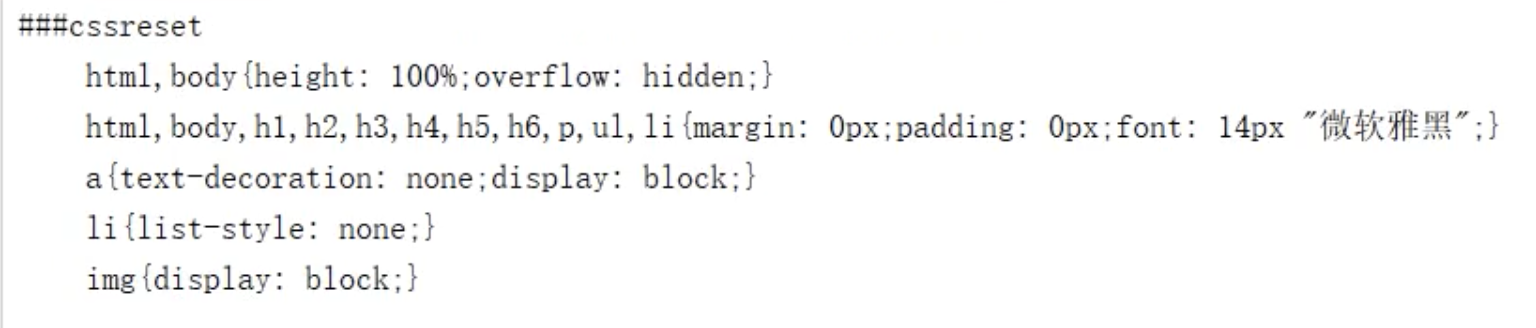 ###cssreset
html,body{height: 100%;overflow: hidden;}
html,body,h1,h2,h3,h4,h5,h6,p,ul,li{margin: 0px;padding: 0px;font: 14px "微软雅黑";}
a{text-decoration: none;display: block;}
li{list-style: none;}
img{display: block;}